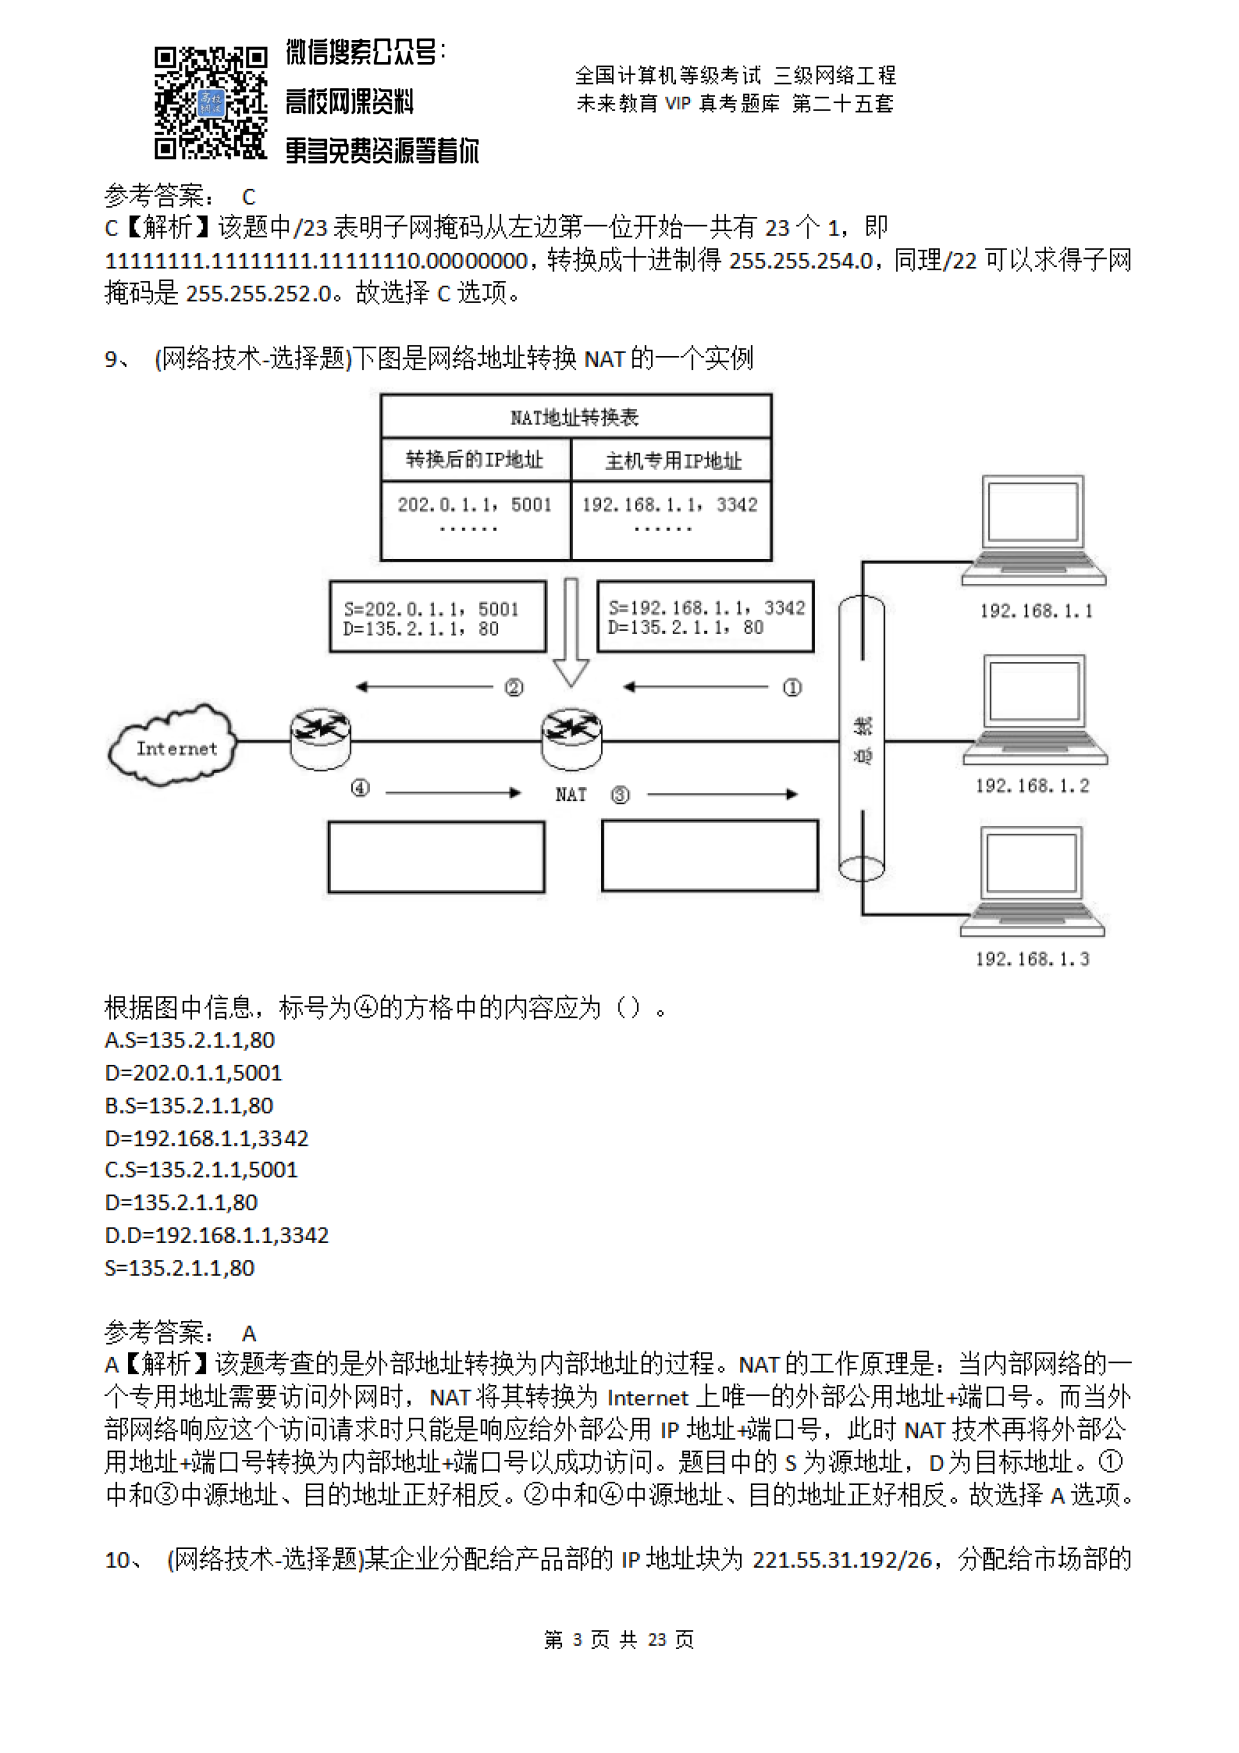 微信搜索公众号：
高校网课资料
更多免费资源等着你
全国计算机等级考试 三级网络工程
未来教育 VIP 真考题库 第二十五套
参考答案： C
C【解析】该题中/23 表明子网掩码从左边第一位开始一共有 23 个 1，即
11111111.11111111.11111110.00000000，转换成十进制得 255.255.254.0，同理/22 可以求得子网
掩码是 255.255.252.0。故选择 C 选项。
9、 (网络技术-选择题)下图是网络地址转换 NAT 的一个实例
NAT地址转换表
转换后的IP地址 主机专用IP地址
202.0.1.1，5001 192.168.1.1，3342
...... ......
S=202.0.1.1，5001
D=135.2.1.1，80
S=192.168.1.1，3342
D=135.2.1.1，80
192.168.1.1
② ①
Internet
总线
192.168.1.2
④ NAT ③
192.168.1.3
根据图中信息，标号为④的方格中的内容应为（）。
A.S=135.2.1.1,80
D=202.0.1.1,5001
B.S=135.2.1.1,80
D=192.168.1.1,3342
C.S=135.2.1.1,5001
D=135.2.1.1,80
D.D=192.168.1.1,3342
S=135.2.1.1,80
参考答案： A
A【解析】该题考查的是外部地址转换为内部地址的过程。NAT 的工作原理是：当内部网络的一
个专用地址需要访问外网时，NAT 将其转换为 Internet 上唯一的外部公用地址+端口号。而当外
部网络响应这个访问请求时只能是响应给外部公用 IP 地址+端口号，此时 NAT 技术再将外部公
用地址+端口号转换为内部地址+端口号以成功访问。题目中的 S 为源地址，D 为目标地址。①
中和③中源地址、目的地址正好相反。②中和④中源地址、目的地址正好相反。故选择 A 选项。
10、 (网络技术-选择题)某企业分配给产品部的 IP 地址块为 221.55.31.192/26，分配给市场部的
第 3 页 共 23 页